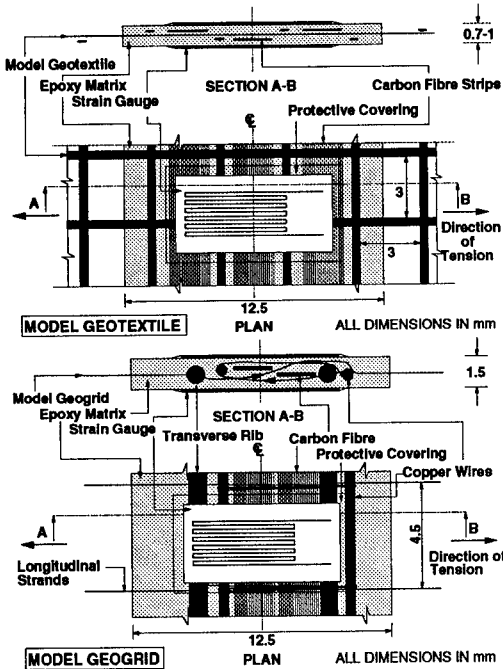 0.7-1
Model Geotextile
Epoxy Matrix
Strain Gauge
SECTION A-B
Carbon Fibre Strips
Protective Covering
℄
A
B
3
Direction
of
Tension
3
12.5
MODEL GEOTEXTILE
PLAN
ALL DIMENSIONS IN mm
1.5
Model Geogrid
Epoxy Matrix
Strain Gauge
SECTION A-B
Transverse Rib
℄
Carbon Fibre
Protective Covering
Copper Wires
A
B
4.5
Longitudinal
Strands
Direction of
Tension
12.5
MODEL GEOGRID
PLAN
ALL DIMENSIONS IN mm